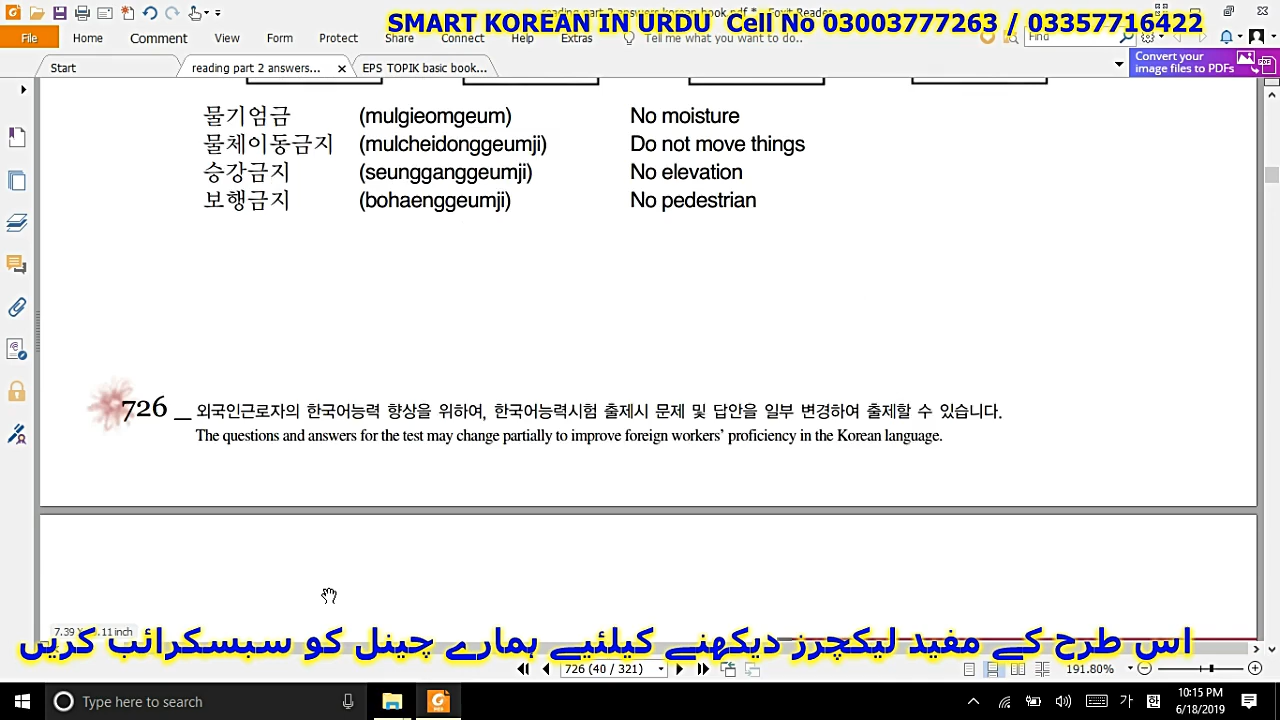 SMART KOREAN IN URDU Cell No 03003777263 / 03357716422
File Home Comment View Form Protect Share Connect Help Extras Tell me what you want to do.. Find
Start reading part 2 answers... EPS TOPIK basic book... Convert your image files to PDFs
물기엄금 (mulgieomgeum) No moisture
물체이동금지 (mulcheidonggeumji) Do not move things
승강금지 (seungganggeumji) No elevation
보행금지 (bohaenggeumji) No pedestrian
726 _ 외국인근로자의 한국어능력 향상을 위하여, 한국어능력시험 출제시 문제 및 답안을 일부 변경하여 출제할 수 있습니다.
The questions and answers for the test may change partially to improve foreign workers' proficiency in the Korean language.
اس طرح کے مفید لیکچرز دیکھنے کیلئیے ہمارے چینل کو سبسکرائب کریں
726 (40 / 321) 191.80%
Type here to search 가 한 10:15 PM
6/18/2019